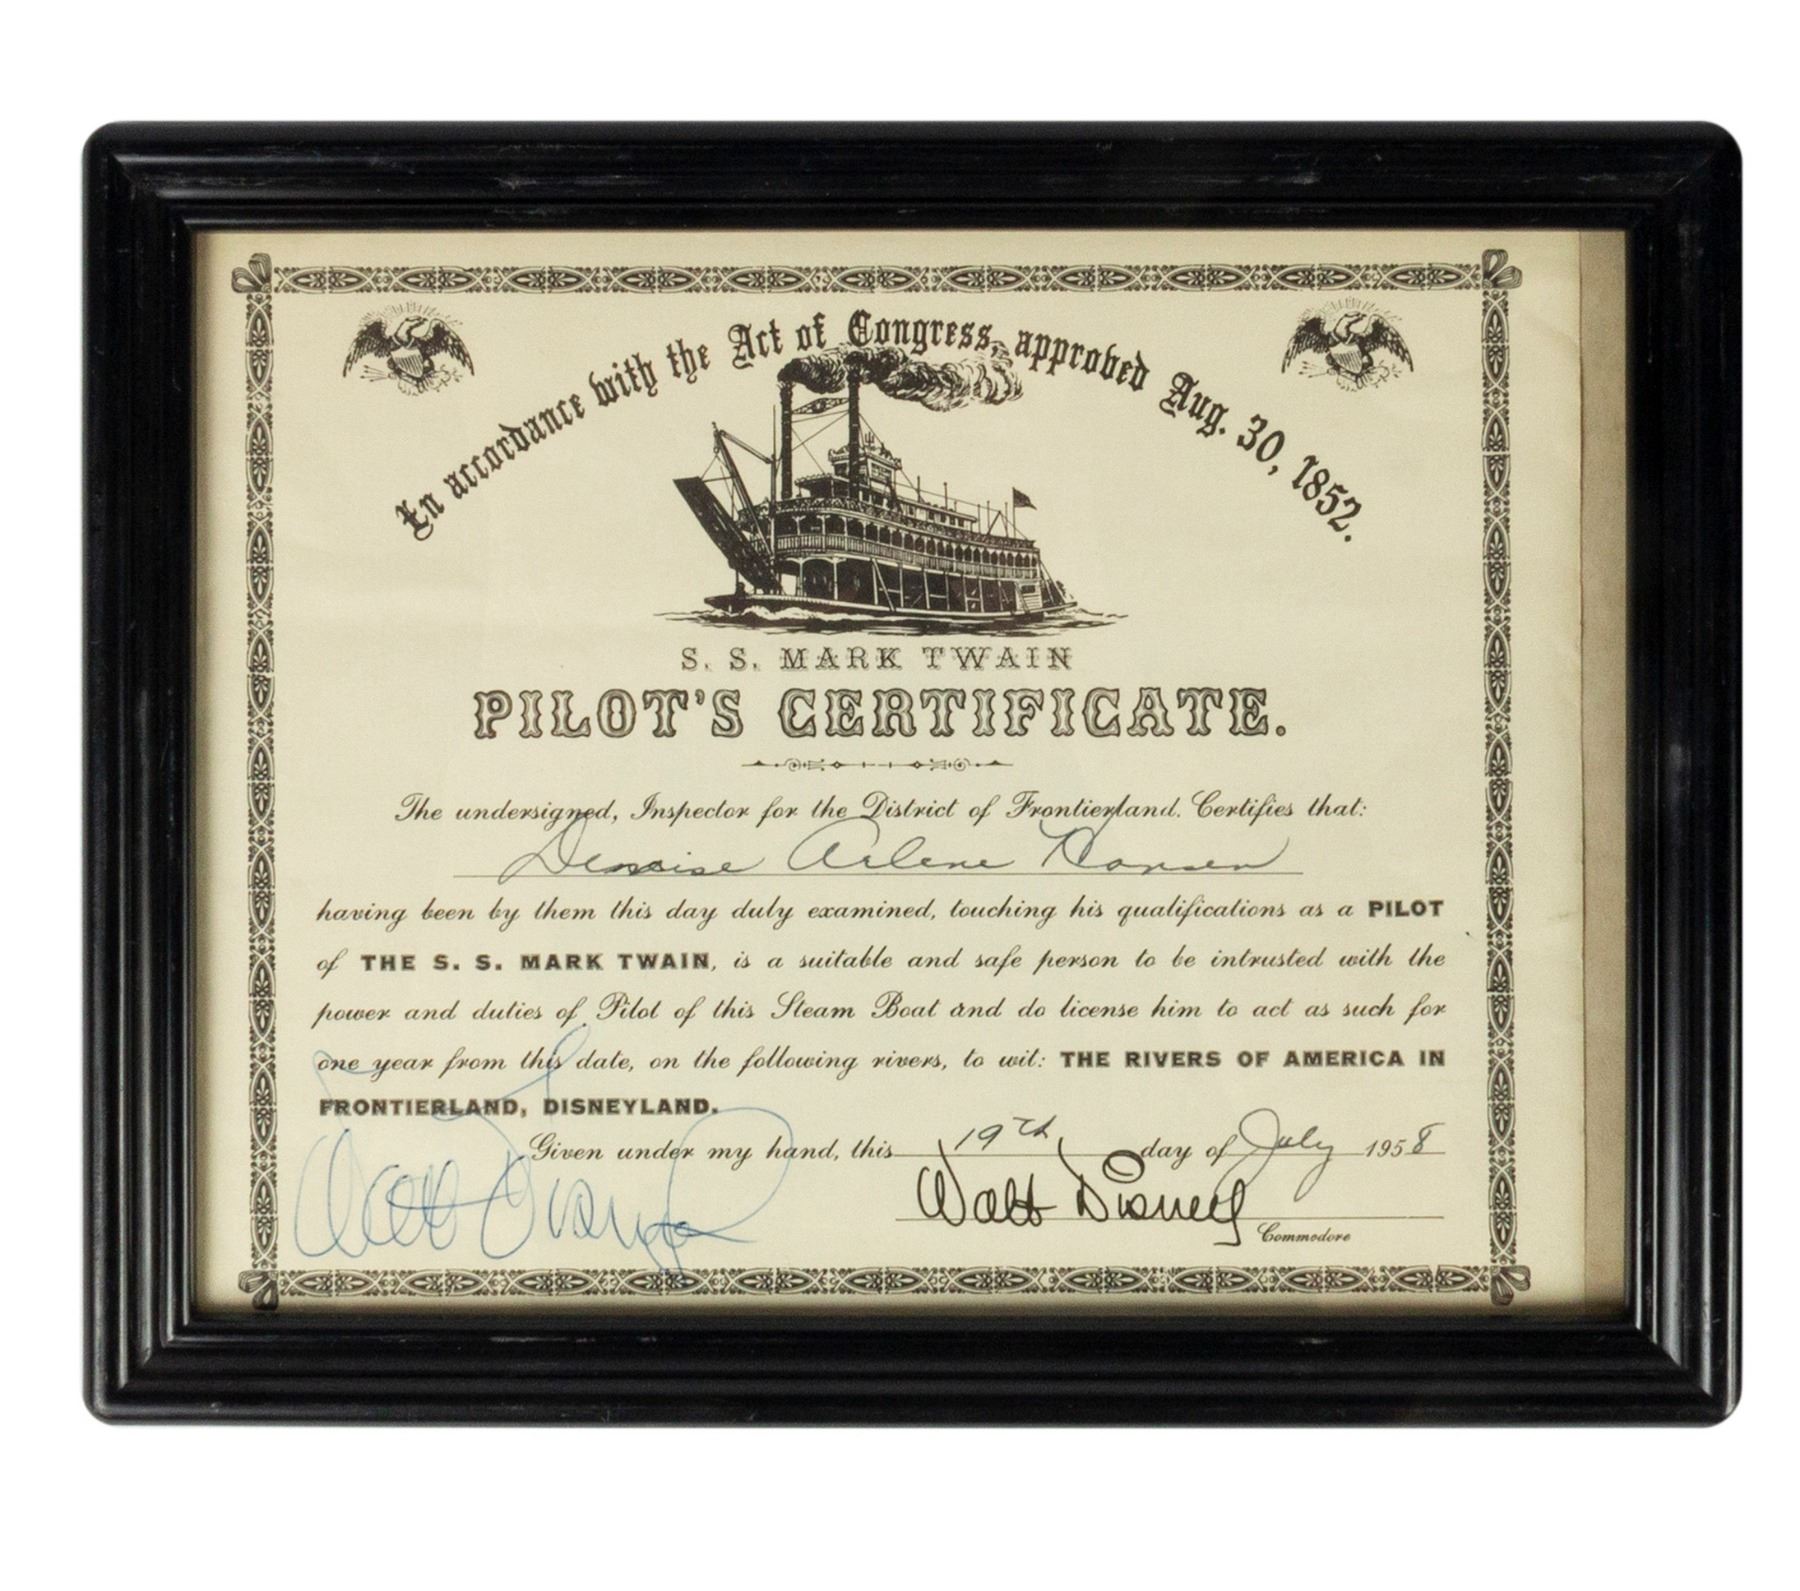 In accordance with the Act of Congress, approved Aug. 30, 1852.
S. S. MARK TWAIN
PILOT'S CERTIFICATE.
The undersigned, Inspector for the District of Frontierland. Certifies that:
Denise Arlene Hansen
having been by them this day duly examined, touching his qualifications as a PILOT
of THE S. S. MARK TWAIN, is a suitable and safe person to be intrusted with the
power and duties of Pilot of this Steam Boat and do license him to act as such for
one year from this date, on the following rivers, to wit: THE RIVERS OF AMERICA IN
FRONTIERLAND, DISNEYLAND.
Given under my hand, this 19th day of July 1958
Walt Disney
Walt Disney
Commodore